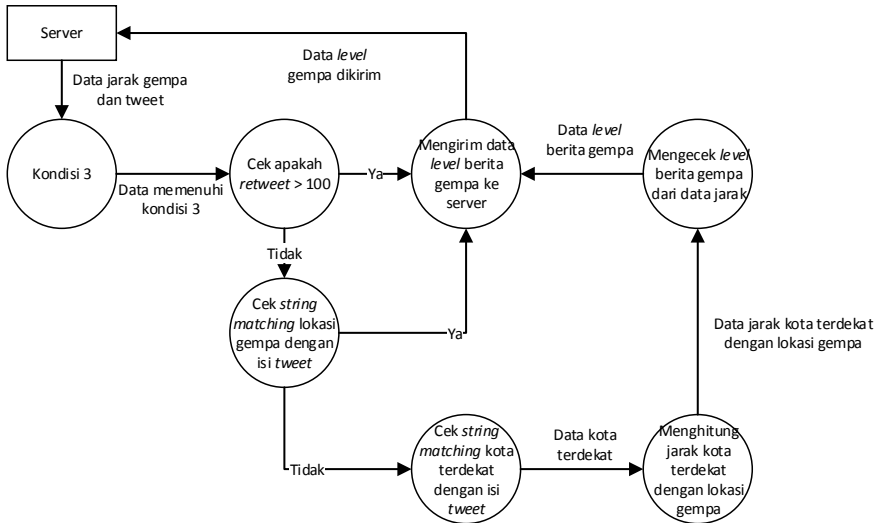 Server
Data level
gempa dikirim
Data jarak gempa
dan tweet
Kondisi 3
Data memenuhi
kondisi 3
Cek apakah
retweet > 100
Ya
Mengirim data
level berita
gempa ke
server
Data level
berita gempa
Mengecek level
berita gempa
dari data jarak
Tidak
Cek string
matching lokasi
gempa dengan
isi tweet
Ya
Data jarak kota terdekat
dengan lokasi gempa
Tidak
Cek string
matching kota
terdekat
dengan isi
tweet
Data kota
terdekat
Menghitung
jarak kota
terdekat
dengan lokasi
gempa